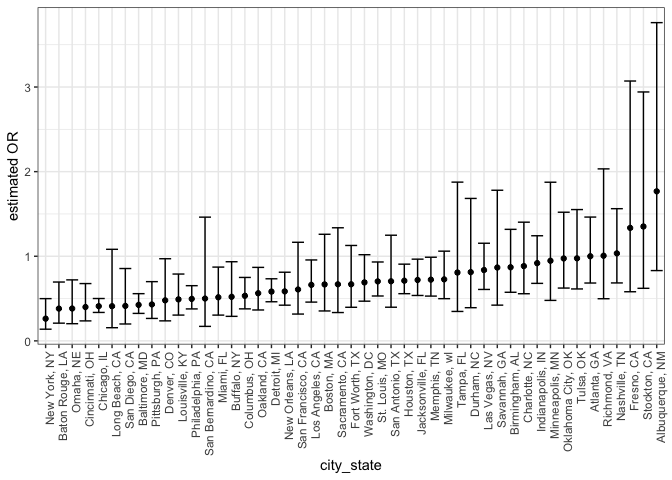 estimated OR
3
2
1
0
New York, NY
Baton Rouge, LA
Omaha, NE
Cincinnati, OH
Chicago, IL
Long Beach, CA
San Diego, CA
Baltimore, MD
Pittsburgh, PA
Denver, CO
Louisville, KY
Philadelphia, PA
San Bernardino, CA
Miami, FL
Buffalo, NY
Columbus, OH
Oakland, CA
Detroit, MI
New Orleans, LA
San Francisco, CA
Los Angeles, CA
Boston, MA
Sacramento, CA
Fort Worth, TX
Washington, DC
St. Louis, MO
San Antonio, TX
Houston, TX
Jacksonville, FL
Memphis, TN
Milwaukee, wI
Tampa, FL
Durham, NC
Las Vegas, NV
Savannah, GA
Birmingham, AL
Charlotte, NC
Indianapolis, IN
Minneapolis, MN
Oklahoma City, OK
Tulsa, OK
Atlanta, GA
Richmond, VA
Nashville, TN
Fresno, CA
Stockton, CA
Albuquerque, NM
city_state